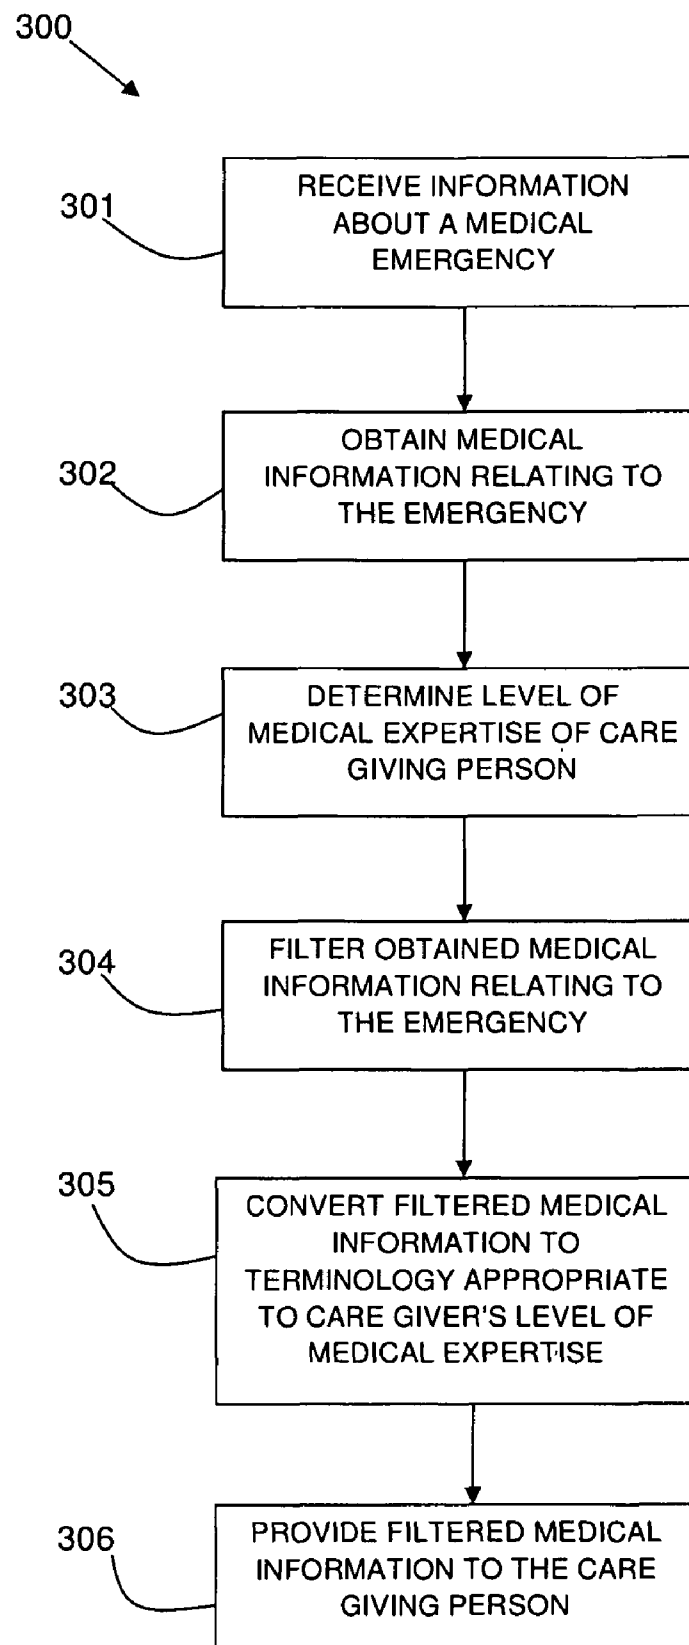 300
301
RECEIVE INFORMATION
ABOUT A MEDICAL
EMERGENCY
302
OBTAIN MEDICAL
INFORMATION RELATING TO
THE EMERGENCY
303
DETERMINE LEVEL OF
MEDICAL EXPERTISE OF CARE
GIVING PERSON
304
FILTER OBTAINED MEDICAL
INFORMATION RELATING TO
THE EMERGENCY
305
CONVERT FILTERED MEDICAL
INFORMATION TO
TERMINOLOGY APPROPRIATE
TO CARE GIVER'S LEVEL OF
MEDICAL EXPERTISE
306
PROVIDE FILTERED MEDICAL
INFORMATION TO THE CARE
GIVING PERSON